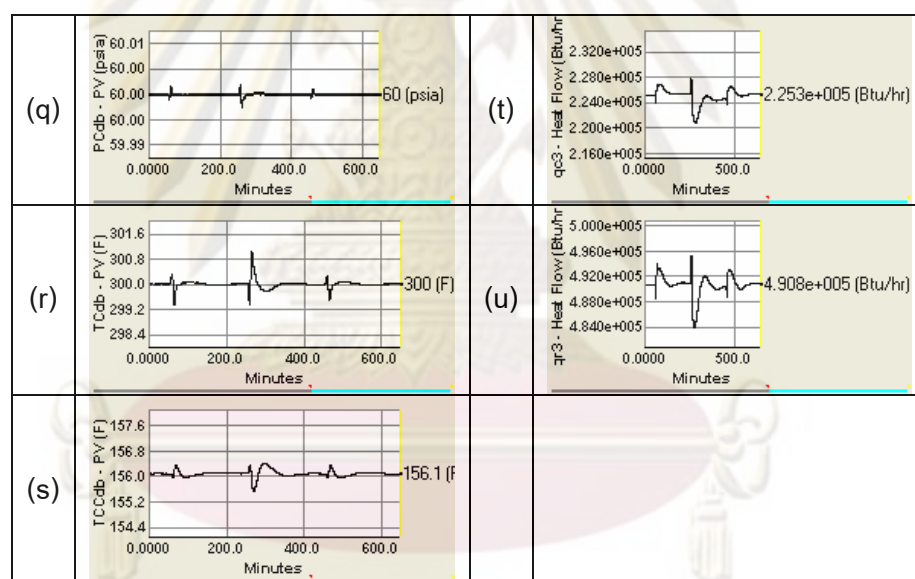 (q)
PCdb - PV (psia)
60.01
60.00
60.00
60.00
59.99
0.0000 200.0 400.0 600.0
Minutes
60 (psia)
(t)
qc3 - Heat Flow (Btu/hr
2.320e+005
2.280e+005
2.240e+005
2.200e+005
2.160e+005
0.0000 500.0
Minutes
2.253e+005 (Btu/hr)
(r)
TCdb - PV (F)
301.6
300.8
300.0
299.2
298.4
0.0000 200.0 400.0 600.0
Minutes
300 (F)
(u)
qr3 - Heat Flow (Btu/hr
5.000e+005
4.960e+005
4.920e+005
4.880e+005
4.840e+005
0.0000 500.0
Minutes
4.908e+005 (Btu/hr)
(s)
TCCdb - PV (F)
157.6
156.8
156.0
155.2
154.4
0.0000 200.0 400.0 600.0
Minutes
156.1 (F